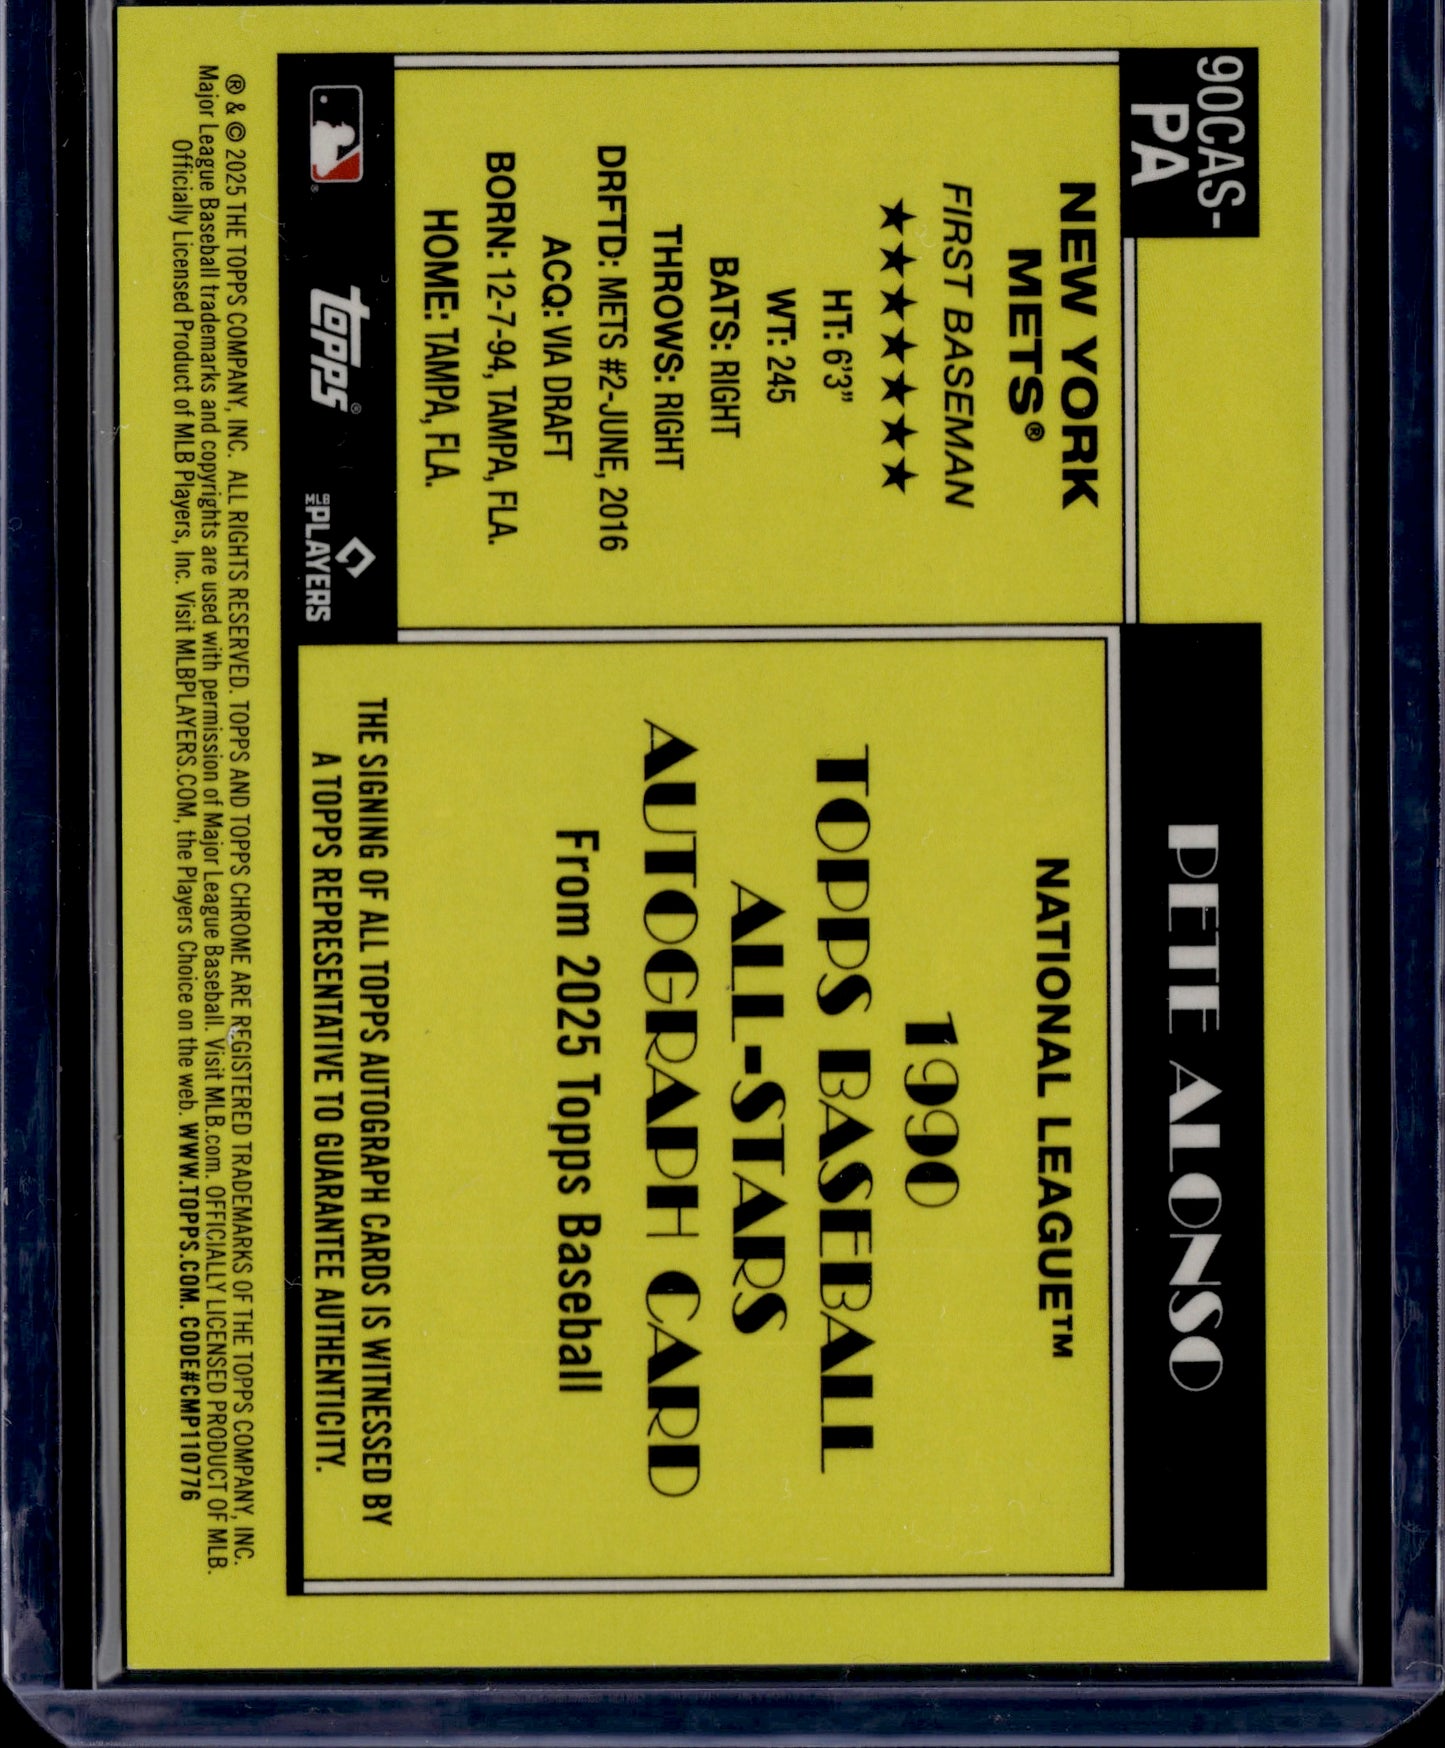 90CAS-
PA
PETE ALONSO
NEW YORK
METS®
FIRST BASEMAN
★★★★★★★
HT: 6'3"
WT: 245
BATS: RIGHT
THROWS: RIGHT
DRFTD: METS #2-JUNE, 2016
ACQ: VIA DRAFT
BORN: 12-7-94, TAMPA, FLA.
HOME: TAMPA, FLA.
NATIONAL LEAGUE™
1990
TOPPS BASEBALL
ALL-STARS
AUTOGRAPH CARD
From 2025 Topps Baseball
THE SIGNING OF ALL TOPPS AUTOGRAPH CARDS IS WITNESSED BY
A TOPPS REPRESENTATIVE TO GUARANTEE AUTHENTICITY.
topps®
MLB
PLAYERS
® & © 2025 THE TOPPS COMPANY, INC. ALL RIGHTS RESERVED. TOPPS AND TOPPS CHROME ARE REGISTERED TRADEMARKS OF THE TOPPS COMPANY, INC.
Major League Baseball trademarks and copyrights are used with permission of Major League Baseball. Visit MLB.com. OFFICIALLY LICENSED PRODUCT OF MLB.
Officially Licensed Product of MLB Players, Inc. Visit MLBPLAYERS.COM, the Players Choice on the web. WWW.TOPPS.COM. CODE#CMP110776